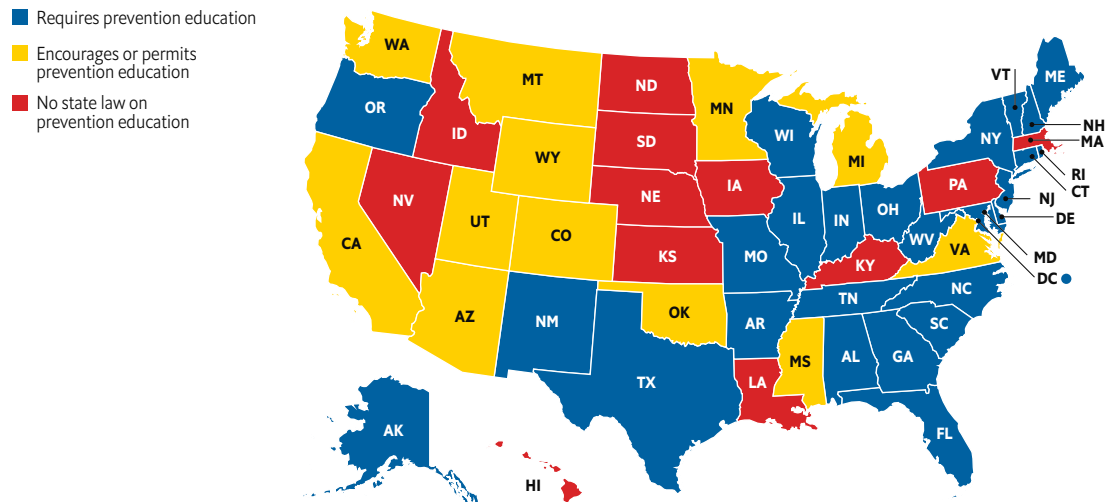 Requires prevention education
Encourages or permits
prevention education
No state law on
prevention education
WA
MT
ND
MN
VT
ME
OR
ID
SD
WI
NY
NH
MA
WY
MI
RI
CT
NV
NE
IA
PA
NJ
DE
CA
UT
CO
IL
IN
OH
WV
VA
MD
DC
KS
MO
KY
NC
TN
AZ
NM
OK
AR
SC
MS
AL
GA
TX
LA
FL
AK
HI